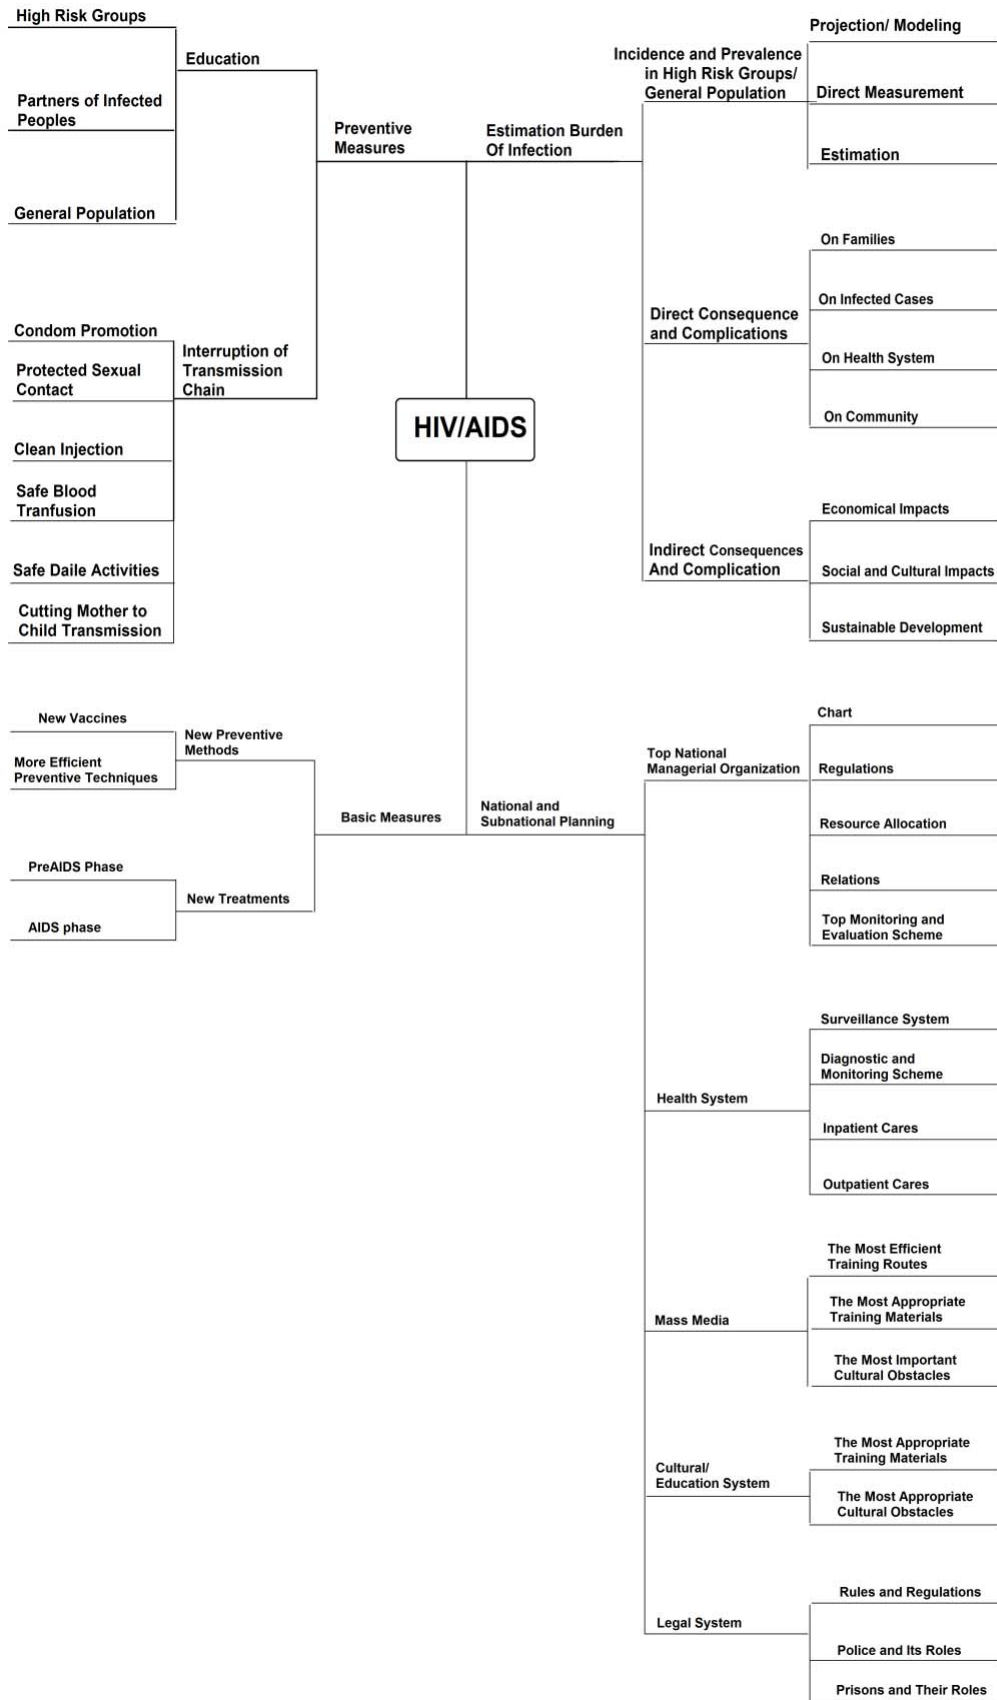 High Risk Groups
Education
Partners of Infected
Peoples
General Population
Preventive
Measures
Condom Promotion
Protected Sexual
Contact
Interruption of
Transmission
Chain
Clean Injection
Safe Blood
Tranfusion
Safe Daile Activities
Cutting Mother to
Child Transmission
Estimation Burden
Of Infection
Incidence and Prevalence
in High Risk Groups/
General Population
Projection/ Modeling
Direct Measurement
Estimation
Direct Consequence
and Complications
On Families
On Infected Cases
On Health System
On Community
Indirect Consequences
And Complication
Economical Impacts
Social and Cultural Impacts
Sustainable Development
HIV/AIDS
New Vaccines
More Efficient
Preventive Techniques
New Preventive
Methods
PreAIDS Phase
AIDS phase
New Treatments
Basic Measures
National and
Subnational Planning
Top National
Managerial Organization
Chart
Regulations
Resource Allocation
Relations
Top Monitoring and
Evaluation Scheme
Health System
Surveillance System
Diagnostic and
Monitoring Scheme
Inpatient Cares
Outpatient Cares
Mass Media
The Most Efficient
Training Routes
The Most Appropriate
Training Materials
The Most Important
Cultural Obstacles
Cultural/
Education System
The Most Appropriate
Training Materials
The Most Appropriate
Cultural Obstacles
Legal System
Rules and Regulations
Police and Its Roles
Prisons and Their Roles